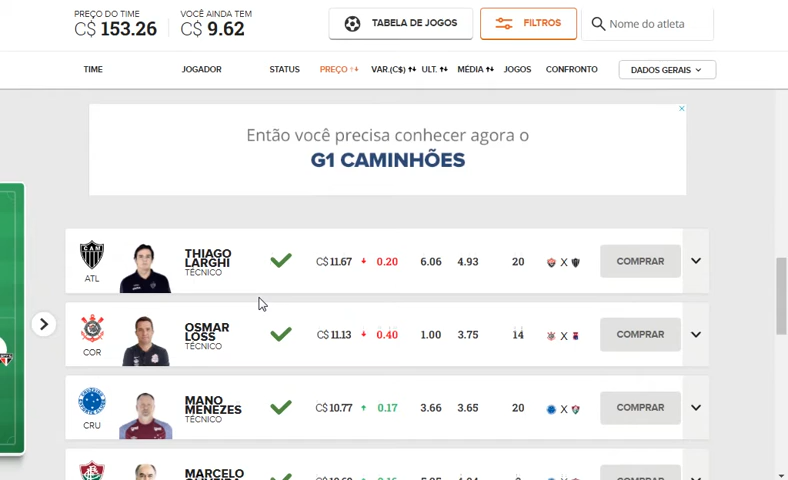 PREÇO DO TIME
C$ 153.26
VOCÊ AINDA TEM
C$ 9.62
TABELA DE JOGOS
FILTROS
Nome do atleta
TIME JOGADOR STATUS PREÇO VAR.(C$) ULT. MÉDIA JOGOS CONFRONTO DADOS GERAIS
Então você precisa conhecer agora o
G1 CAMINHÕES
CAM
ATL
THIAGO
LARGHI
TÉCNICO
C$ 11.67 0.20 6.06 4.93 20 X COMPRAR
COR
OSMAR
LOSS
TÉCNICO
C$ 11.13 0.40 1.00 3.75 14 X COMPRAR
CRU
MANO
MENEZES
TÉCNICO
C$ 10.77 0.17 3.66 3.65 20 X COMPRAR
MARCELO